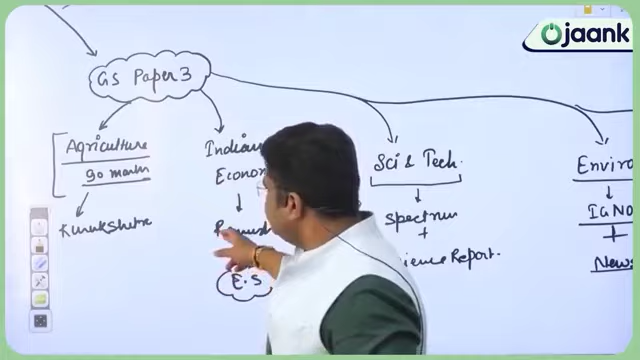 Ojaank
GS Paper 3
Agriculture
90 marks
Kurukshetra
Indian
Econom
E.S
Sci & Tech.
Spectrum
+
Report.
Enviro
IGNO
+
News